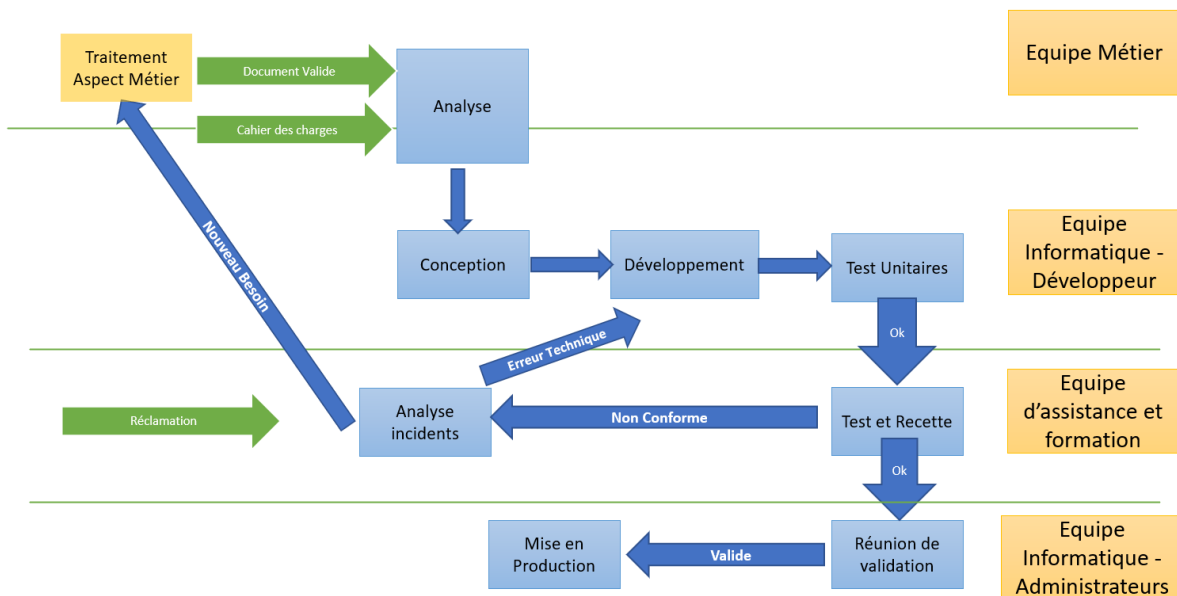 Traitement
Aspect Métier
Document Valide
Cahier des charges
Analyse
Equipe Métier
Nouveau Besoin
Conception
Développement
Test Unitaires
Equipe
Informatique -
Développeur
Ok
Erreur Technique
Réclamation
Analyse
incidents
Non Conforme
Test et Recette
Equipe
d’assistance et
formation
Ok
Mise en
Production
Valide
Réunion de
validation
Equipe
Informatique -
Administrateurs